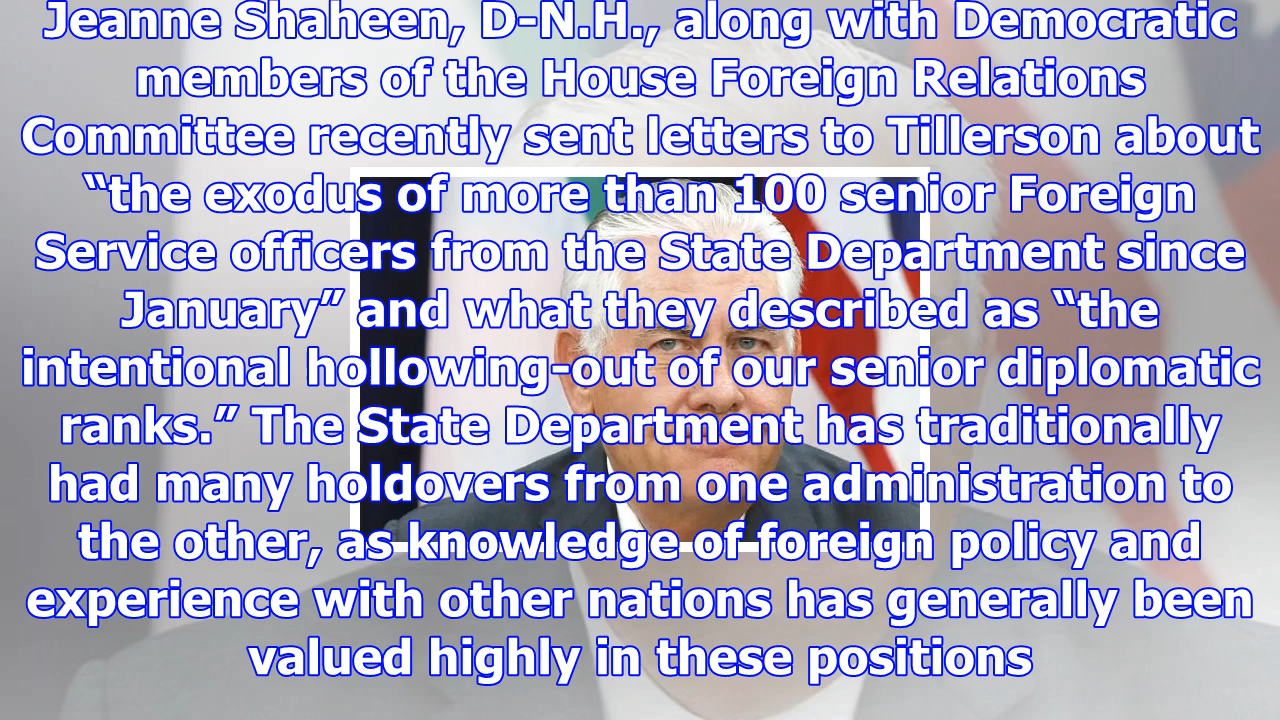 Jeanne Shaheen, D-N.H., along with Democratic
members of the House Foreign Relations
Committee recently sent letters to Tillerson about
“the exodus of more than 100 senior Foreign
Service officers from the State Department since
January” and what they described as “the
intentional hollowing-out of our senior diplomatic
ranks.” The State Department has traditionally
had many holdovers from one administration to
the other, as knowledge of foreign policy and
experience with other nations has generally been
valued highly in these positions